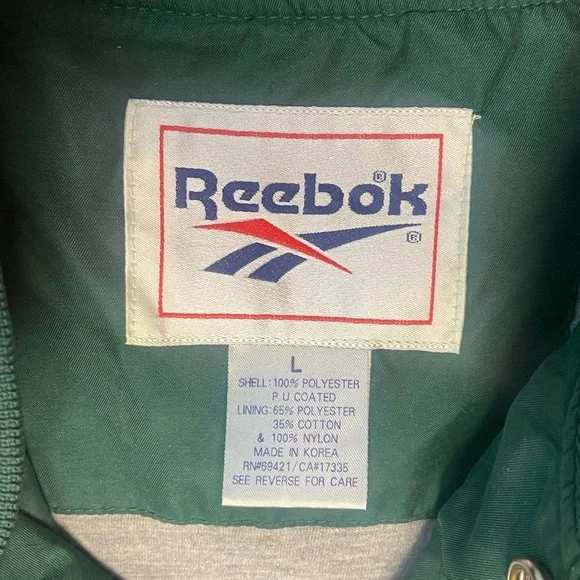 Reebok®
®
L
SHELL:100% POLYESTER
P.U COATED
LINING:65% POLYESTER
35% COTTON
& 100% NYLON
MADE IN KOREA
RN#69421/CA#17335
SEE REVERSE FOR CARE